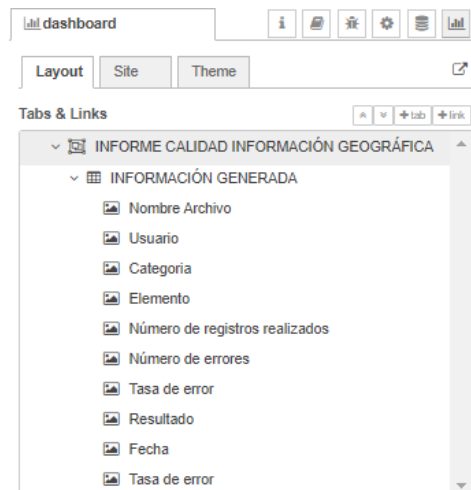 dashboard
i
Layout Site Theme
Tabs & Links
+tab +link
INFORME CALIDAD INFORMACIÓN GEOGRÁFICA
INFORMACIÓN GENERADA
Nombre Archivo
Usuario
Categoria
Elemento
Número de registros realizados
Número de errores
Tasa de error
Resultado
Fecha
Tasa de error